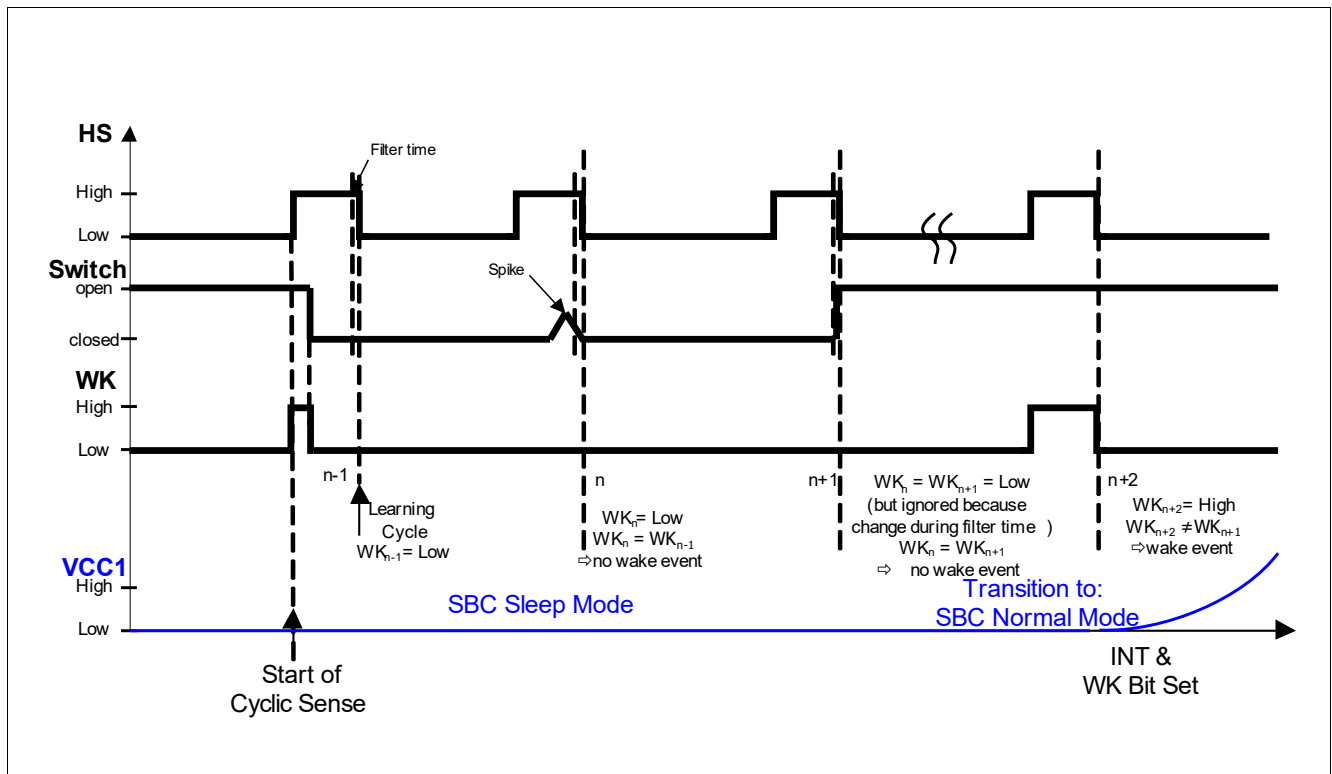 HS
Filter time
High
Low
Switch
open
Spike
closed
WK
High
Low
n-1
n
n+1
n+2
Learning
Cycle
WKn-1= Low
WKn= Low
WKn = WKn-1
⇨no wake event
WKn = WKn+1 = Low
(but ignored because
change during filter time )
WKn = WKn+1
⇨ no wake event
WKn+2= High
WKn+2 ≠WKn+1
⇨wake event
VCC1
High
Low
SBC Sleep Mode
Transition to:
SBC Normal Mode
Start of
Cyclic Sense
INT &
WK Bit Set